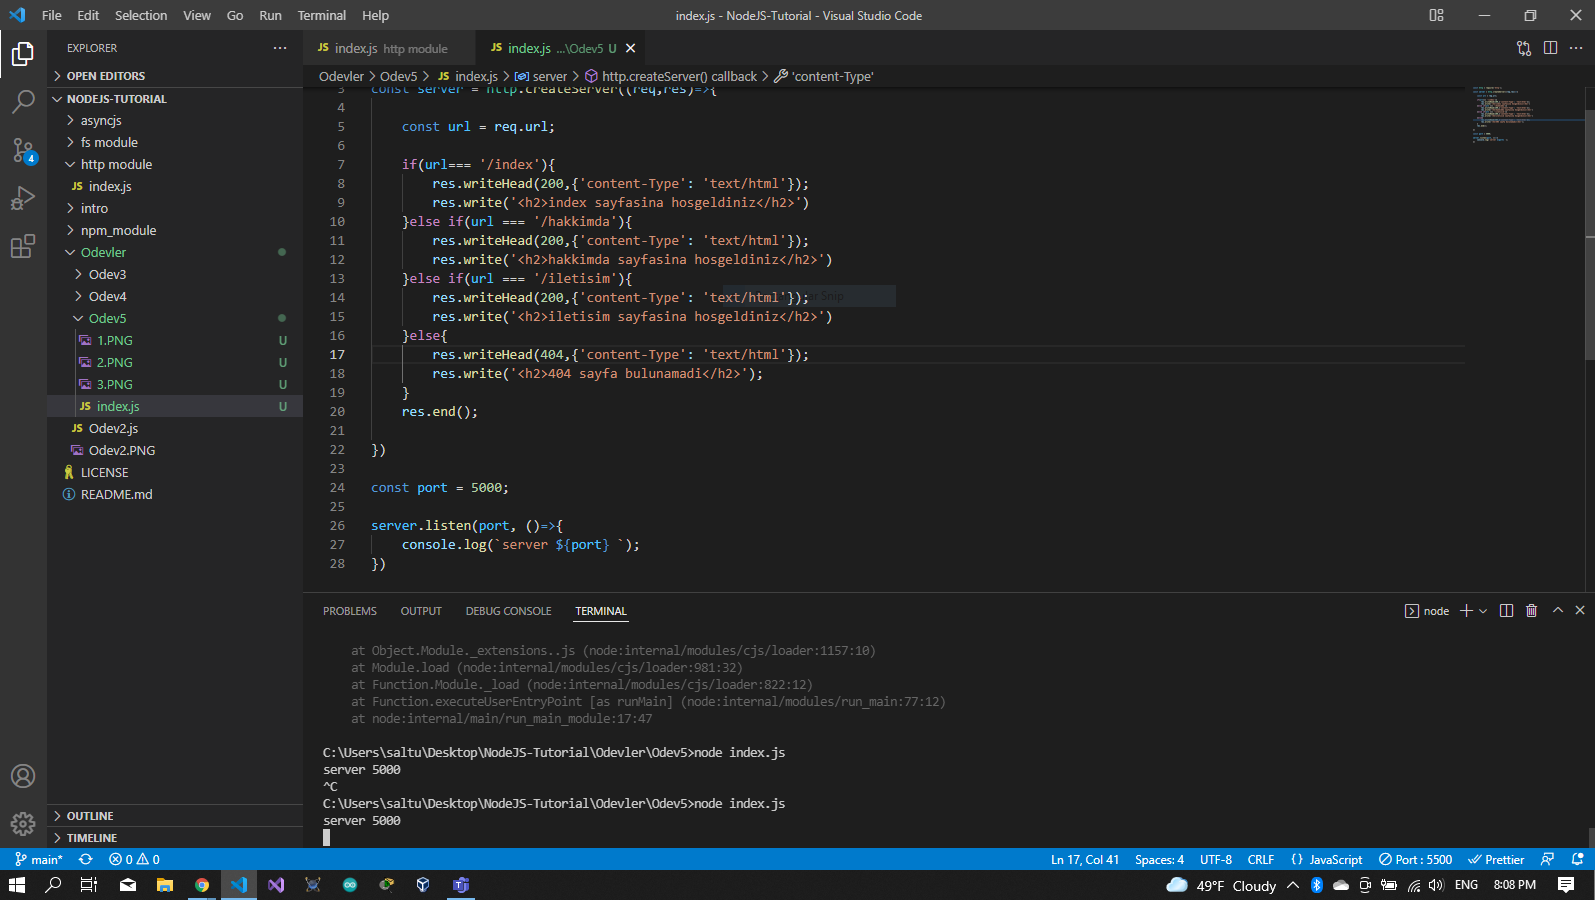 File Edit Selection View Go Run Terminal Help
index.js - NodeJS-Tutorial - Visual Studio Code
EXPLORER
OPEN EDITORS
NODEJS-TUTORIAL
asyncjs
fs module
http module
JS index.js
intro
npm_module
Odevler
Odev3
Odev4
Odev5
1.PNG U
2.PNG U
3.PNG U
JS index.js U
JS Odev2.js
Odev2.PNG
LICENSE
README.md
OUTLINE
TIMELINE
4
JS index.js http module
JS index.js ...\Odev5 U
Odevler > Odev5 > JS index.js > server > http.createServer() callback > 'content-Type'
3 const server = http.createServer((req,res)=>{
4
5 const url = req.url;
6
7 if(url=== '/index'){
8 res.writeHead(200,{'content-Type': 'text/html'});
9 res.write('<h2>index sayfasina hosgeldiniz</h2>')
10 }else if(url === '/hakkimda'){
11 res.writeHead(200,{'content-Type': 'text/html'});
12 res.write('<h2>hakkimda sayfasina hosgeldiniz</h2>')
13 }else if(url === '/iletisim'){
14 res.writeHead(200,{'content-Type': 'text/html'});
15 res.write('<h2>iletisim sayfasina hosgeldiniz</h2>')
16 }else{
17 res.writeHead(404,{'content-Type': 'text/html'});
18 res.write('<h2>404 sayfa bulunamadi</h2>');
19 }
20 res.end();
21
22 })
23
24 const port = 5000;
25
26 server.listen(port, ()=>{
27 console.log(`server ${port} `);
28 })
PROBLEMS OUTPUT DEBUG CONSOLE TERMINAL
node
at Object.Module._extensions..js (node:internal/modules/cjs/loader:1157:10)
at Module.load (node:internal/modules/cjs/loader:981:32)
at Function.Module._load (node:internal/modules/cjs/loader:822:12)
at Function.executeUserEntryPoint [as runMain] (node:internal/modules/run_main:77:12)
at node:internal/main/run_main_module:17:47
C:\Users\saltu\Desktop\NodeJS-Tutorial\Odevler\Odev5>node index.js
server 5000
^C
C:\Users\saltu\Desktop\NodeJS-Tutorial\Odevler\Odev5>node index.js
server 5000
main* 0 0
Ln 17, Col 41 Spaces: 4 UTF-8 CRLF {} JavaScript Port : 5500 Prettier
49°F Cloudy ENG 8:08 PM